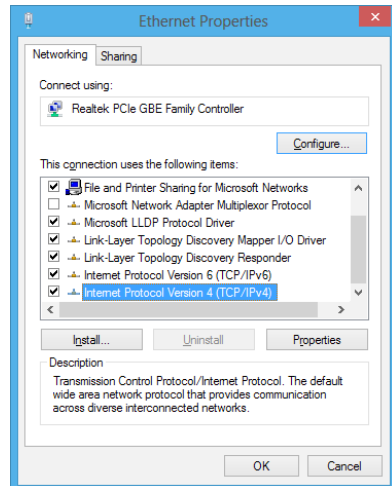 Ethernet Properties
Networking
Sharing
Connect using:
Realtek PCIe GBE Family Controller
Configure...
This connection uses the following items:
File and Printer Sharing for Microsoft Networks
Microsoft Network Adapter Multiplexor Protocol
Microsoft LLDP Protocol Driver
Link-Layer Topology Discovery Mapper I/O Driver
Link-Layer Topology Discovery Responder
Internet Protocol Version 6 (TCP/IPv6)
Internet Protocol Version 4 (TCP/IPv4)
Install...
Uninstall
Properties
Description
Transmission Control Protocol/Internet Protocol. The default
wide area network protocol that provides communication
across diverse interconnected networks.
OK
Cancel